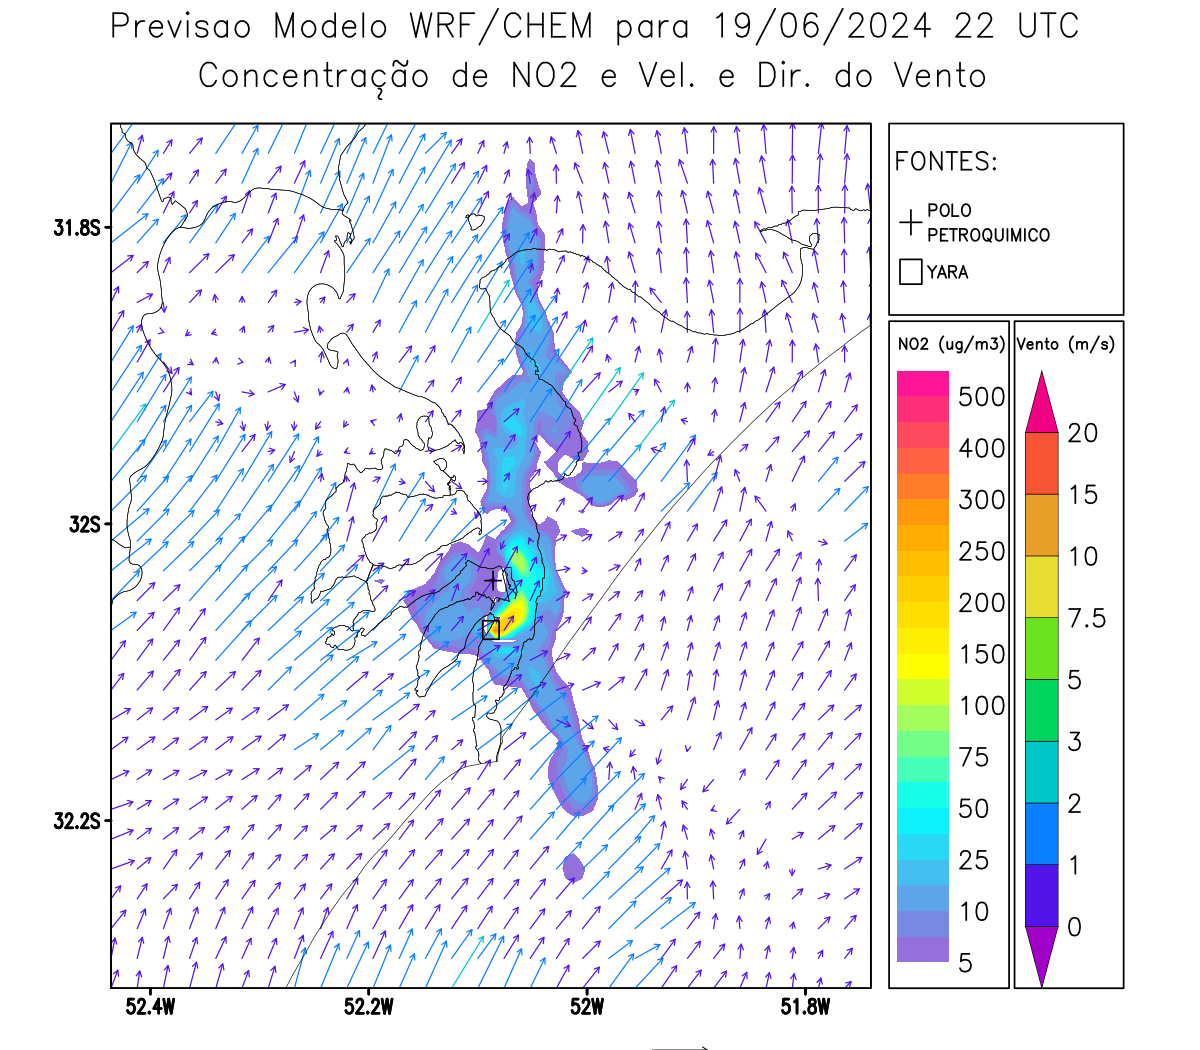 Previsao Modelo WRF/CHEM para 19/06/2024 22 UTC
Concentração de NO2 e Vel. e Dir. do Vento
FONTES:
POLO
PETROQUIMICO
YARA
NO2 (ug/m3)
500
400
300
250
200
150
100
75
50
25
10
5
Vento (m/s)
20
15
10
7.5
5
3
2
1
0
31.8S
32S
32.2S
52.4W
52.2W
52W
51.8W